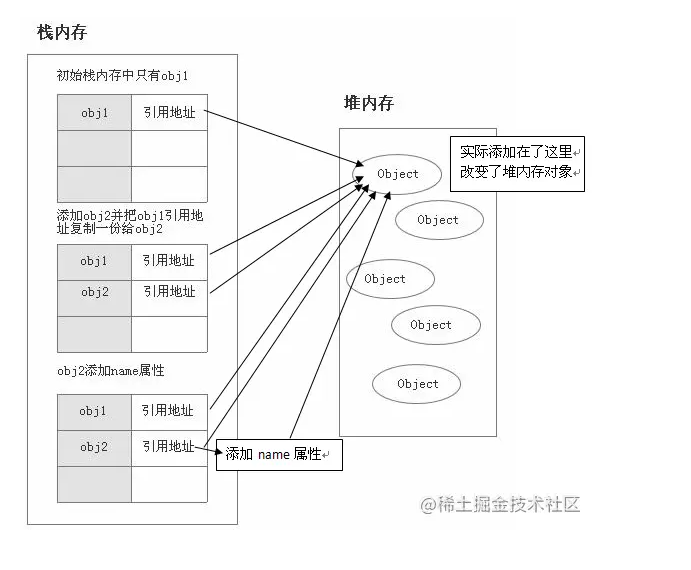 栈内存
初始栈内存中只有obj1
obj1 引用地址
添加obj2并把obj1引用地
址复制一份给obj2
obj1 引用地址
obj2 引用地址
obj2添加name属性
obj1 引用地址
obj2 引用地址
添加 name 属性↵
堆内存
实际添加在了这里↵
改变了堆内存对象↵
Object
Object
Object
Object
Object
@稀土掘金技术社区